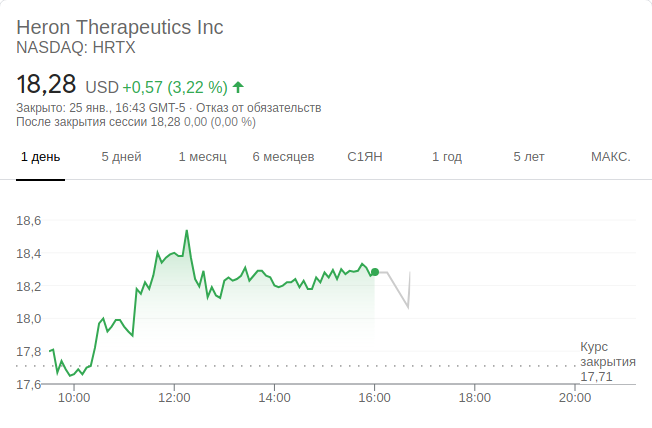 Heron Therapeutics Inc
NASDAQ: HRTX
18,28 USD +0,57 (3,22 %)
Закрыто: 25 янв., 16:43 GMT-5 · Отказ от обязательств
После закрытия сессии 18,28 0,00 (0,00 %)
1 день 5 дней 1 месяц 6 месяцев С1ЯН 1 год 5 лет МАКС.
18,6
18,4
18,2
18,0
17,8
17,6
Курс
закрытия
17,71
10:00 12:00 14:00 16:00 18:00 20:00